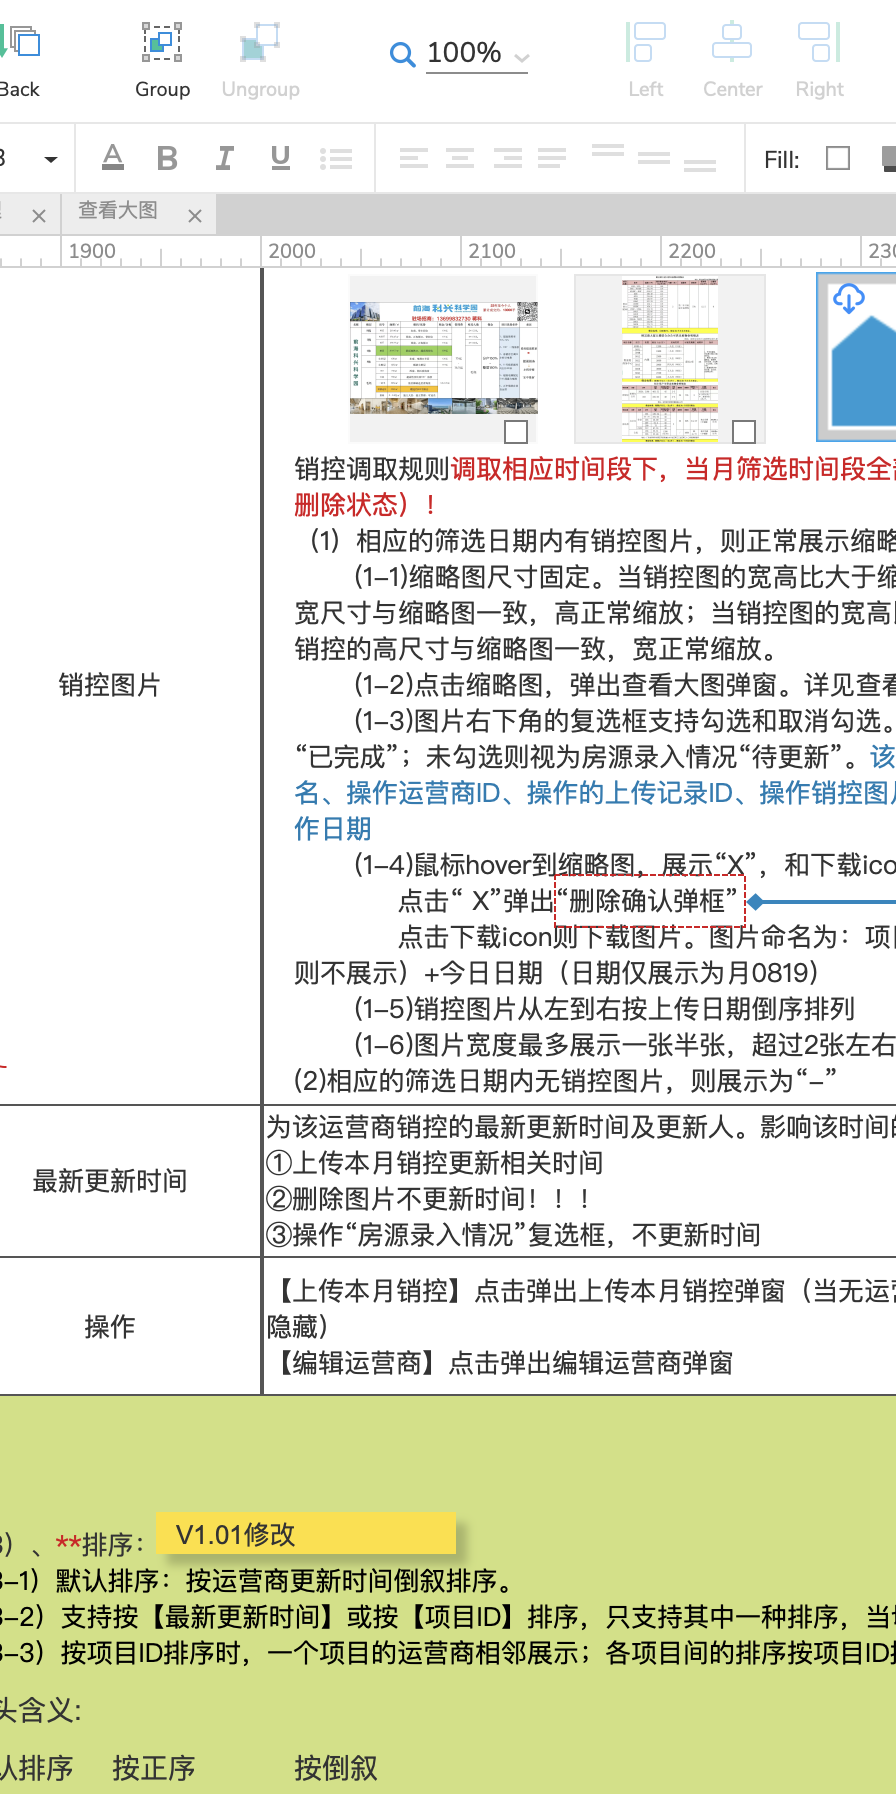 Back
Group
Ungroup
100%
Left
Center
Right
A B I U
Fill:
查看大图
1900
2000
2100
2200
230
前海科兴科学园
销控调取规则调取相应时间段下，当月筛选时间段全
删除状态）！
（1）相应的筛选日期内有销控图片，则正常展示缩略
(1-1)缩略图尺寸固定。当销控图的宽高比大于缩
宽尺寸与缩略图一致，高正常缩放；当销控图的宽高
销控的高尺寸与缩略图一致，宽正常缩放。
(1-2)点击缩略图，弹出查看大图弹窗。详见查看
(1-3)图片右下角的复选框支持勾选和取消勾选。
“已完成”；未勾选则视为房源录入情况“待更新”。该
名、操作运营商ID、操作的上传记录ID、操作销控图
作日期
(1-4)鼠标hover到缩略图，展示“X”，和下载ico
点击“ X”弹出“删除确认弹框”
点击下载icon则下载图片。图片命名为：项
则不展示）+今日日期（日期仅展示为月0819）
(1-5)销控图片从左到右按上传日期倒序排列
(1-6)图片宽度最多展示一张半张，超过2张左右
(2)相应的筛选日期内无销控图片，则展示为“-”
销控图片
最新更新时间
为该运营商销控的最新更新时间及更新人。影响该时间
①上传本月销控更新相关时间
②删除图片不更新时间！！！
③操作“房源录入情况”复选框，不更新时间
操作
【上传本月销控】点击弹出上传本月销控弹窗（当无运
隐藏）
【编辑运营商】点击弹出编辑运营商弹窗
）、**排序：
V1.01修改
3-1）默认排序：按运营商更新时间倒叙排序。
3-2）支持按【最新更新时间】或按【项目ID】排序，只支持其中一种排序，当
3-3）按项目ID排序时，一个项目的运营商相邻展示；各项目间的排序按项目ID
头含义:
认排序 按正序 按倒叙